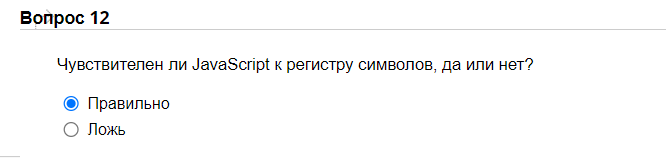 Вопрос 12
Чувствителен ли JavaScript к регистру символов, да или нет?
Правильно
Ложь